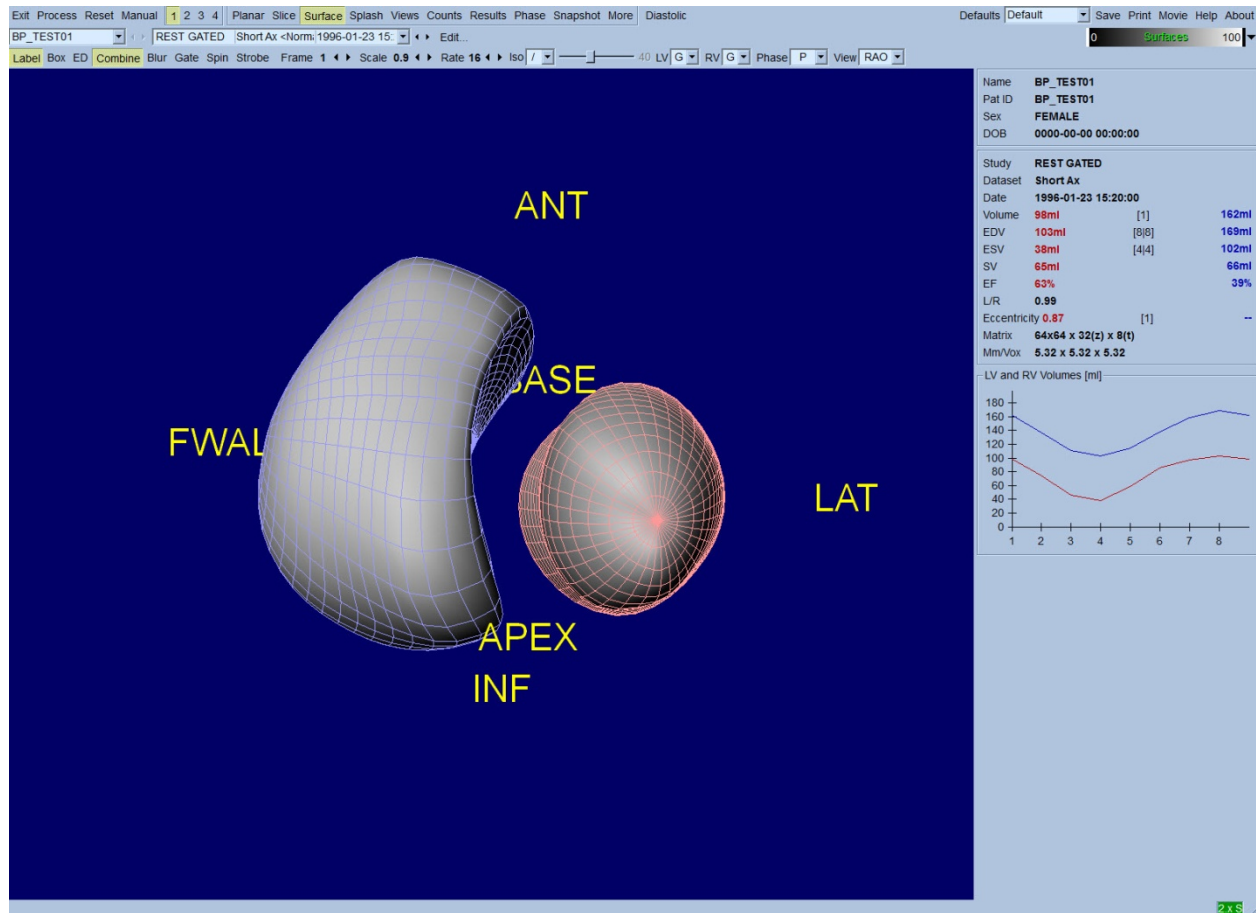 Exit Process Reset Manual 1 2 3 4 Planar Slice Surface Splash Views Counts Results Phase Snapshot More Diastolic Defaults Default Save Print Movie Help About
BP_TEST01 REST GATED Short Ax <Norm: 1996-01-23 15: Edit... 0 Surfaces 100
Label Box ED Combine Blur Gate Spin Strobe Frame 1 Scale 0.9 Rate 16 Iso / 40 LV G RV G Phase P View RAO
Name BP_TEST01
Pat ID BP_TEST01
Sex FEMALE
DOB 0000-00-00 00:00:00
Study REST GATED
Dataset Short Ax
Date 1996-01-23 15:20:00
Volume 98ml [1] 162ml
EDV 103ml [8|8] 169ml
ESV 38ml [4|4] 102ml
SV 65ml 66ml
EF 63% 39%
L/R 0.99
Eccentricity 0.87 [1] --
Matrix 64x64 x 32(z) x 8(t)
Mm/Vox 5.32 x 5.32 x 5.32
LV and RV Volumes [ml]
180
160
140
120
100
80
60
40
20
0
1 2 3 4 5 6 7 8
ANT
BASE
FWAL
LAT
APEX
INF
2 x S